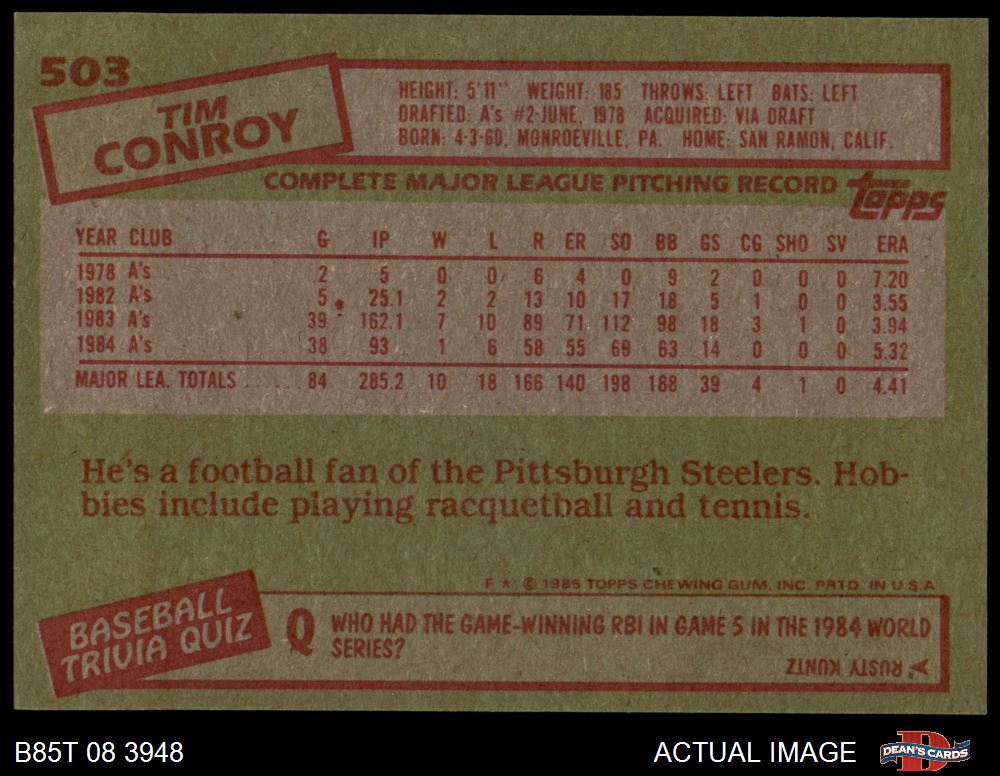 503
TIM
CONROY
HEIGHT: 5'11" WEIGHT: 185 THROWS: LEFT BATS: LEFT
DRAFTED: A's #2-JUNE, 1978 ACQUIRED: VIA DRAFT
BORN: 4-3-60, MONROEVILLE, PA. HOME: SAN RAMON, CALIF.
COMPLETE MAJOR LEAGUE PITCHING RECORD
topps
YEAR CLUB G IP W L R ER SO BB GS CG SHO SV ERA
1978 A's 2 5 0 0 6 4 0 9 2 0 0 0 7.20
1982 A's 5 25.1 2 2 13 10 17 18 5 1 0 0 3.55
1983 A's 39 162.1 7 10 89 71 112 98 18 3 1 0 3.94
1984 A's 38 93 1 6 58 55 69 63 14 0 0 0 5.32
MAJOR LEA. TOTALS ...... 84 285.2 10 18 166 140 198 188 39 4 1 0 4.41
He's a football fan of the Pittsburgh Steelers. Hob-
bies include playing racquetball and tennis.
F ★ © 1985 TOPPS CHEWING GUM, INC. PRTD. IN U S A
BASEBALL
TRIVIA QUIZ
Q WHO HAD THE GAME-WINNING RBI IN GAME 5 IN THE 1984 WORLD
SERIES?
A RUSTY KUNTZ
B85T 08 3948
ACTUAL IMAGE
DEAN'S CARDS